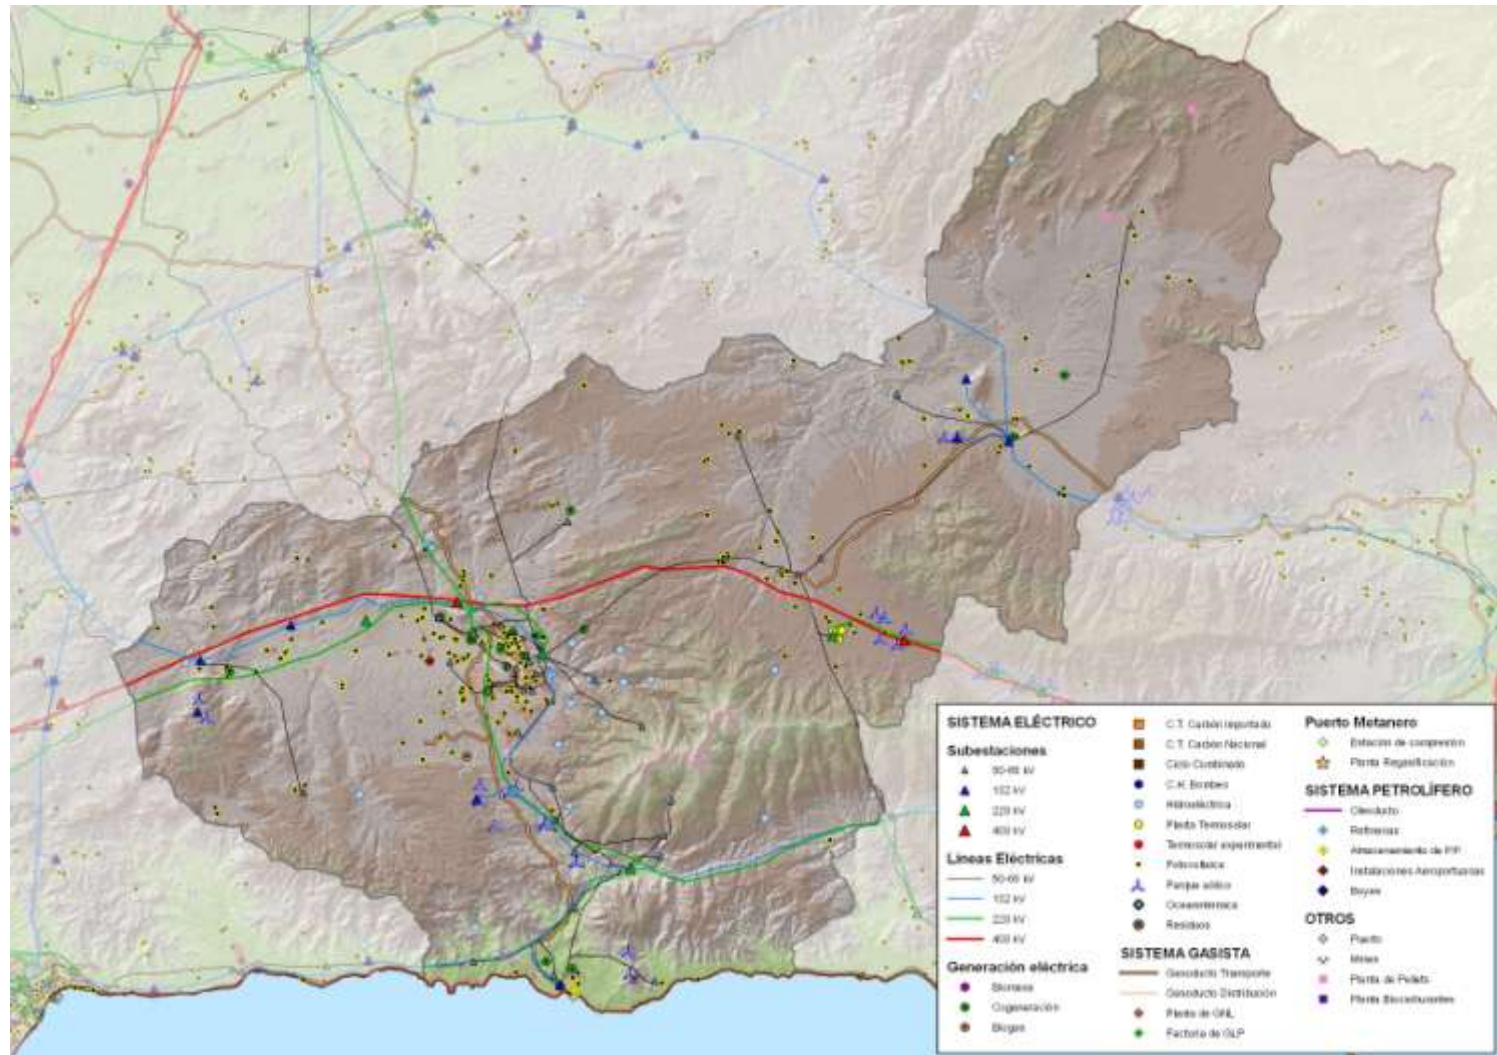 SISTEMA ELÉCTRICO
Subestaciones
50-66 kV
132 kV
220 kV
400 kV
Líneas Eléctricas
50-66 kV
132 kV
220 kV
400 kV
Generación eléctrica
Biomasa
Cogeneración
Biogas
C.T. Carbón Importado
C.T. Carbón Nacional
Ciclo Combinado
C.H. Bombeo
Hidroeléctrica
Planta Termosolar
Termosolar experimental
Fotovoltaica
Parque eólico
Residuos
SISTEMA GASISTA
Gasoducto Transporte
Gasoducto Distribución
Planta de GNL
Factoría de GLP
Puerto Metanero
Estación de compresión
Planta Regasificación
SISTEMA PETROLÍFERO
Oleoducto
Refinerías
Almacenamiento de PP
Instalaciones Aeroportuarias
Boyas
OTROS
Puerto
Minas
Planta de Pellets
Planta Biocarburantes